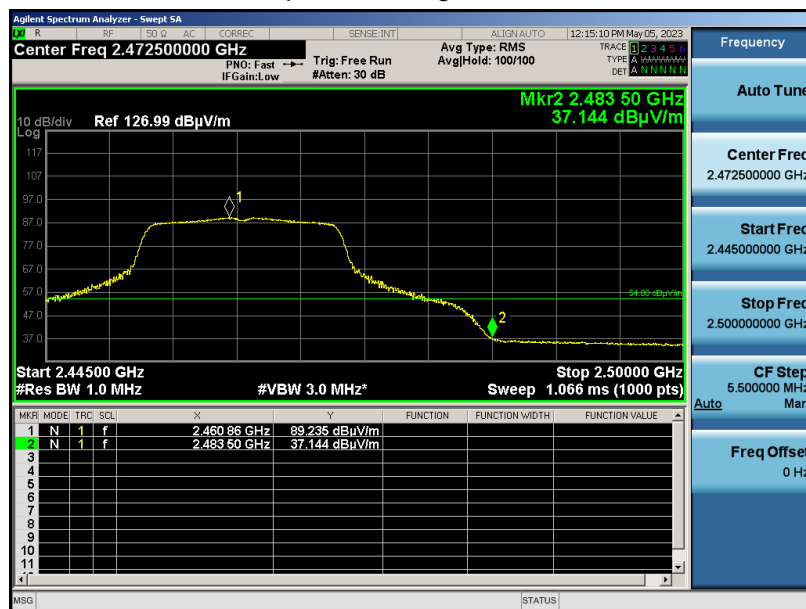 Agilent Spectrum Analyzer - Swept SA
LXI R RF 50 Ω AC CORREC SENSE:INT ALIGN AUTO 12:15:10 PM May 05, 2023
Center Freq 2.472500000 GHz
PNO: Fast
IFGain:Low
Trig: Free Run
#Atten: 30 dB
Avg Type: RMS
Avg|Hold: 100/100
TRACE 1 2 3 4 5 6
TYPE A WWWWW
DET A N N N N N
Mkr2 2.483 50 GHz
37.144 dBµV/m
10 dB/div Ref 126.99 dBµV/m
Log
117
107
97.0
87.0
77.0
67.0
57.0
47.0
37.0
1
54.00 dBµV/m
2
Start 2.44500 GHz Stop 2.50000 GHz
#Res BW 1.0 MHz #VBW 3.0 MHz* Sweep 1.066 ms (1000 pts)
MKR MODE TRC SCL X Y FUNCTION FUNCTION WIDTH FUNCTION VALUE
1 N 1 f 2.460 86 GHz 89.235 dBµV/m
2 N 1 f 2.483 50 GHz 37.144 dBµV/m
3
4
5
6
7
8
9
10
11
MSG STATUS
Frequency
Auto Tune
Center Freq
2.472500000 GHz
Start Freq
2.445000000 GHz
Stop Freq
2.500000000 GHz
CF Step
5.500000 MHz
Auto Man
Freq Offset
0 Hz